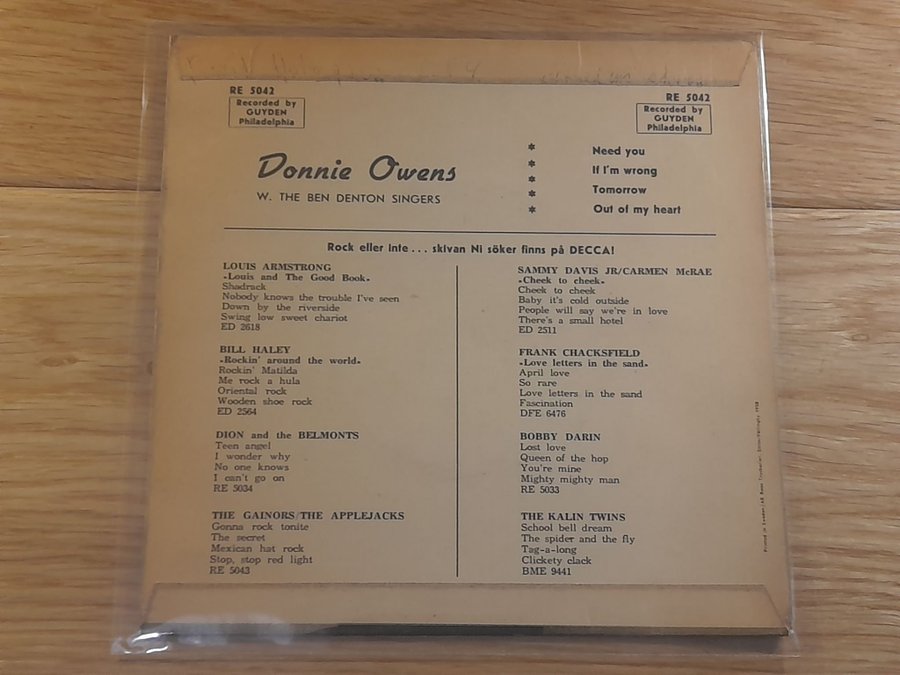 RE 5042
Recorded by
GUYDEN
Philadelphia
RE 5042
Recorded by
GUYDEN
Philadelphia
Donnie Owens
W. THE BEN DENTON SINGERS
* Need you
* If I'm wrong
* Tomorrow
* Out of my heart
*
Rock eller inte... skivan Ni söker finns på DECCA!
LOUIS ARMSTRONG
»Louis and The Good Book»
Shadrack
Nobody knows the trouble I've seen
Down by the riverside
Swing low sweet chariot
ED 2618
BILL HALEY
»Rockin' around the world»
Rockin' Matilda
Me rock a hula
Oriental rock
Wooden shoe rock
ED 2564
DION and the BELMONTS
Teen angel
I wonder why
No one knows
I can't go on
RE 5034
THE GAINORS/THE APPLEJACKS
Gonna rock tonite
The secret
Mexican hat rock
Stop, stop red light
RE 5043
SAMMY DAVIS JR/CARMEN McRAE
»Cheek to cheek»
Cheek to cheek
Baby it's cold outside
People will say we're in love
There's a small hotel
ED 2511
FRANK CHACKSFIELD
»Love letters in the sand»
April love
So rare
Love letters in the sand
Fascination
DFE 6476
BOBBY DARIN
Lost love
Queen of the hop
You're mine
Mighty mighty man
RE 5033
THE KALIN TWINS
School bell dream
The spider and the fly
Tag-a-long
Clickety clack
BME 9441
Printed in Sweden